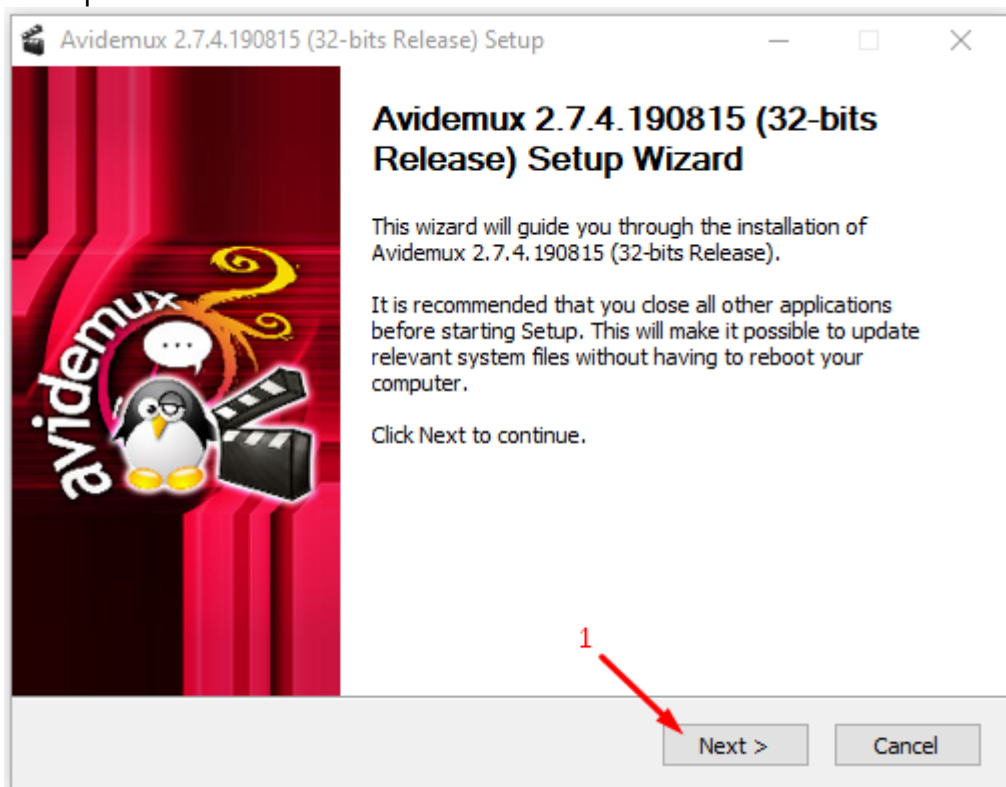 Avidemux 2.7.4.190815 (32-bits Release) Setup
Avidemux 2.7.4.190815 (32-bits
Release) Setup Wizard
This wizard will guide you through the installation of
Avidemux 2.7.4.190815 (32-bits Release).
It is recommended that you close all other applications
before starting Setup. This will make it possible to update
relevant system files without having to reboot your
computer.
Click Next to continue.
avidemux
1
Next >
Cancel